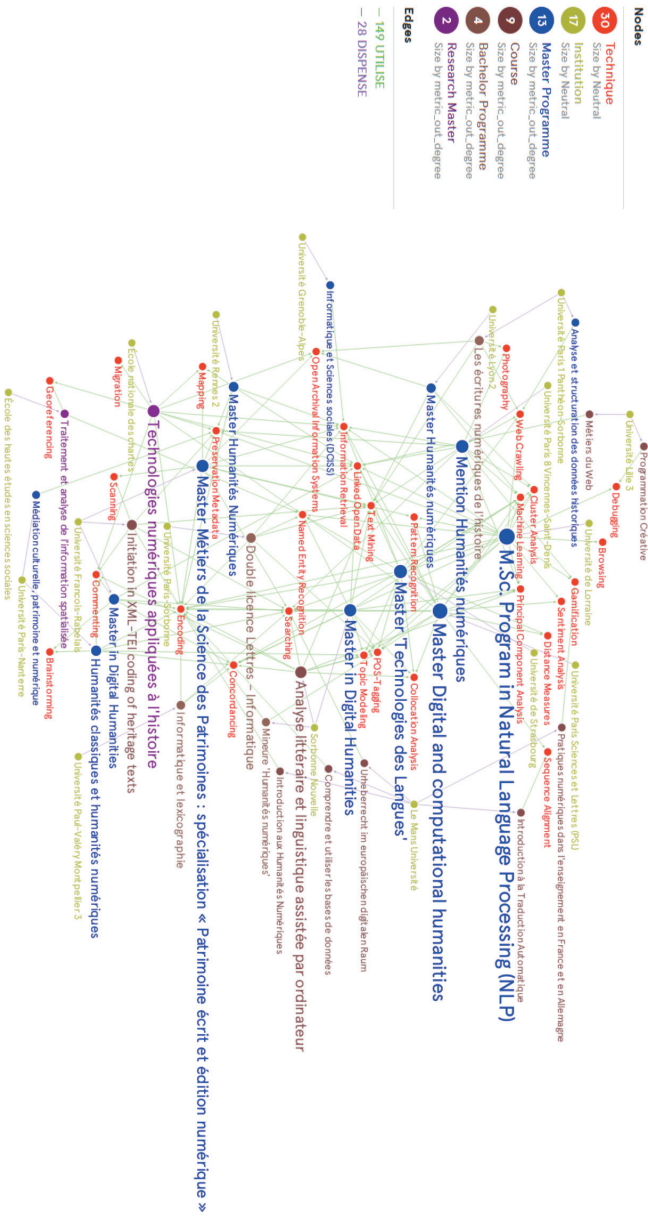 Nodes
30 Technique
Size by Neutral
17 Institution
Size by Neutral
13 Master Programme
Size by metric_out_degree
9 Course
Size by metric_out_degree
4 Bachelor Programme
Size by metric_out_degree
2 Research Master
Size by metric_out_degree
Edges
— 149 UTILISE
— 28 DISPENSE
Programmation Créative
Université Lille 3
Debugging
Browsing
Métiers du Web
Université de Lorraine
Analyse et structuration des données historiques
Gamification
Université Paris Sciences et Lettres (PSL)
Université Paris 1 Panthéon-Sorbonne
Sentiment Analysis
Pratiques numériques dans l'enseignement en France et en Allemagne
Université Paris 8 Vincennes-Saint-Denis
Distance Measures
Sequence Alignment
Cluster Analysis
Université de Strasbourg
Web Crawling
Machine Learning
Principal Component Analysis
Introduction à la Traduction Automatique
Photography
M.Sc. Program in Natural Language Processing (NLP)
Université Lyon 2
Les écritures numériques de l'histoire
Mention Humanités numériques
Master Digital and computational humanities
Master Humanités numériques
Pattern Recognition
Collocation Analysis
Le Mans Université
Master 'Technologies des Langues'
Text Mining
POS-Tagging
Linked Open Data
Topic Modeling
Urheberrecht im europäischen digitalen Raum
Information Retrieval
Master in Digital Humanities
Informatique et Sciences sociales (DCISS)
Comprendre et utiliser les bases de données
Open Archival Information Systems
Sorbonne Nouvelle
Université Grenoble-Alpes
Named Entity Recognition
Analyse littéraire et linguistique assistée par ordinateur
Searching
Introduction aux Humanités Numériques
Mineure "Humanités numériques"
Double licence Lettres – Informatique
Master Humanités Numériques
Concordancing
Université Rennes 2
Preservation Metadata
Mapping
Master Métiers de la Science des Patrimoines : spécialisation « Patrimoine écrit et édition numérique »
Encoding
Informatique et lexicographie
Université Paris-Sorbonne
Technologies numériques appliquées à l'histoire
École nationale des chartes
Initiation in XML-TEI coding of heritage texts
Migration
Scanning
Master in Digital Humanities
Commenting
Humanités classiques et humanités numériques
Université François-Rabelais
Université Paul-Valéry Montpellier 3
Traitement et analyse de l'information spatialisée
Georeferencing
Brainstorming
Médiation culturelle, patrimoine et numérique
Université Paris-Nanterre
École des hautes études en sciences sociales